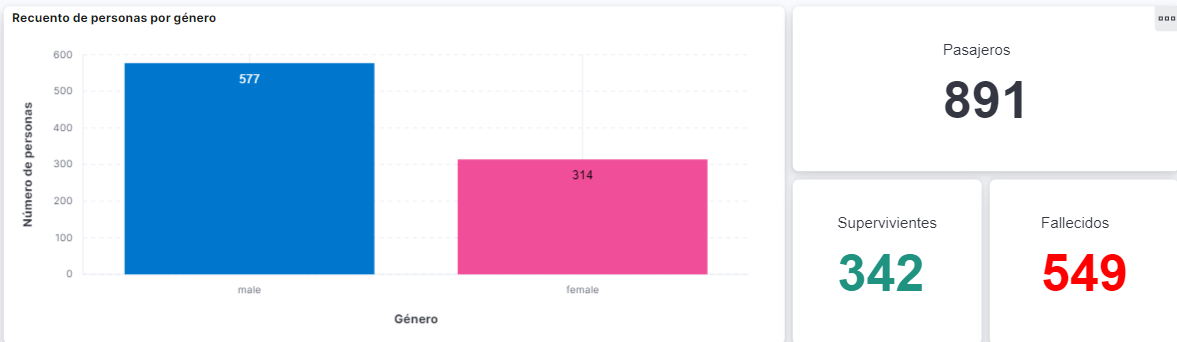 Recuento de personas por género
Número de personas
600
500
400
300
200
100
0
577
314
male
female
Género
Pasajeros
891
Supervivientes
342
Fallecidos
549